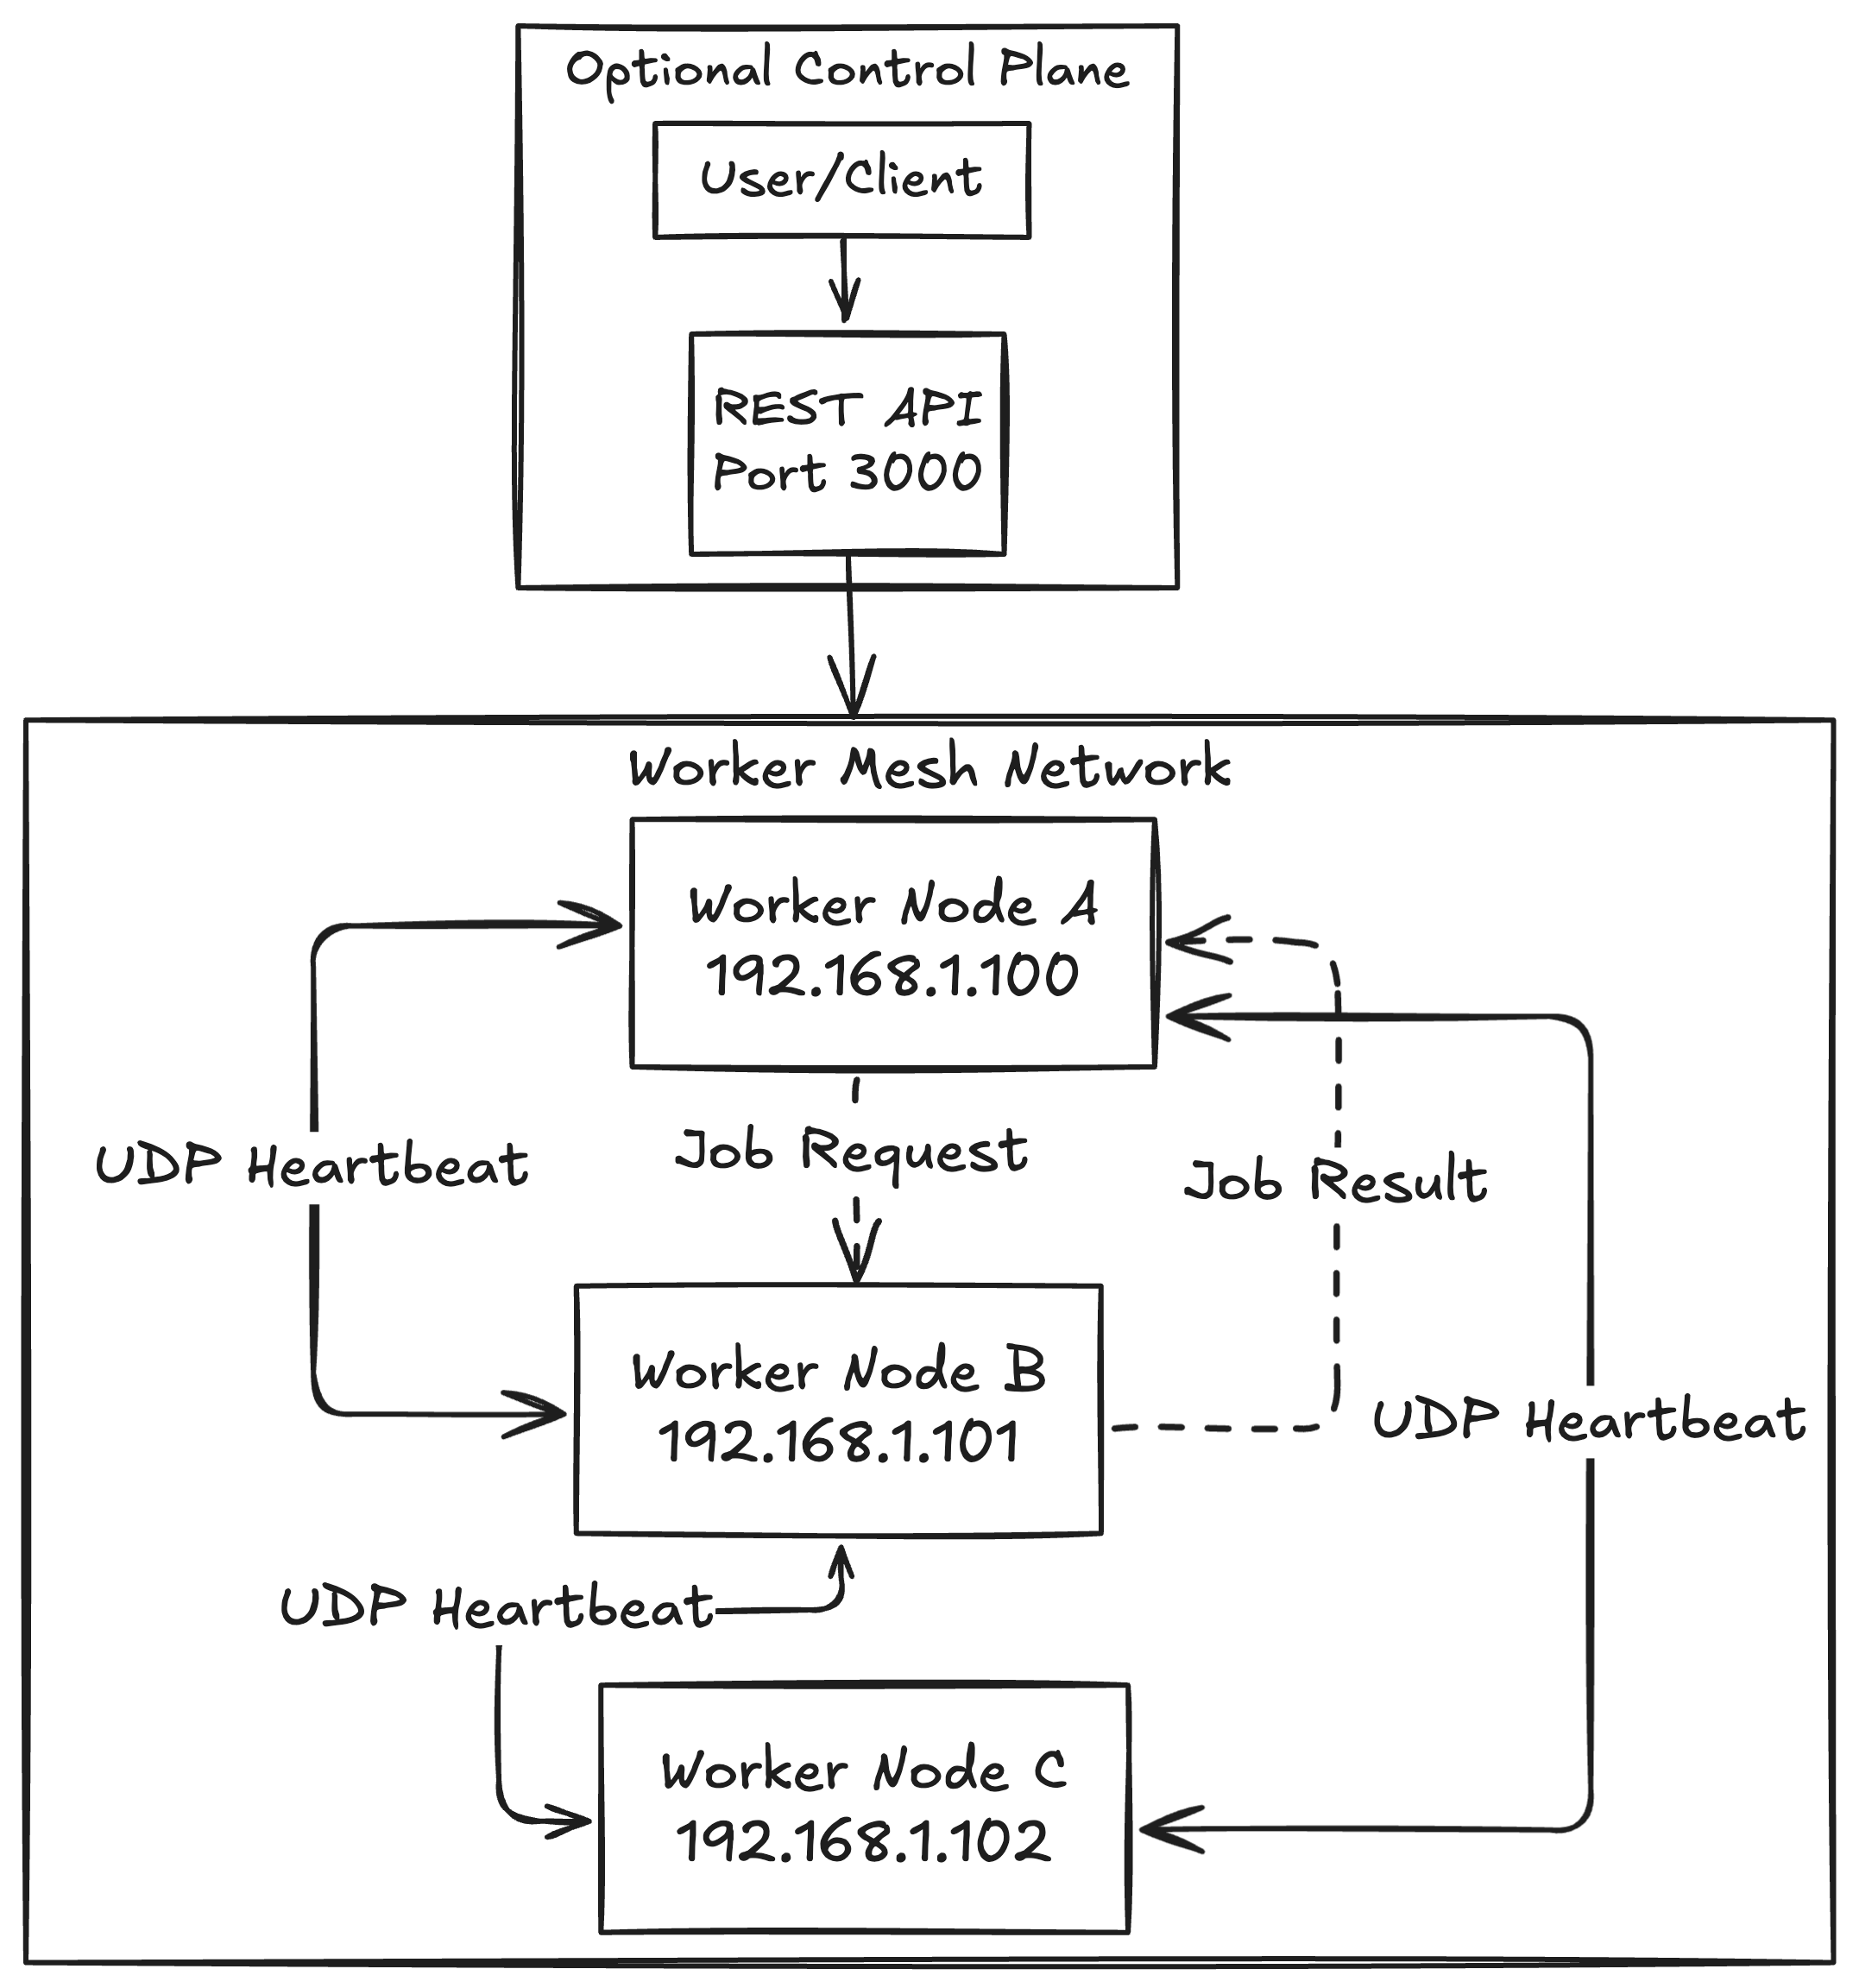 Optional Control Plane
User/Client
REST API
Port 3000
Worker Mesh Network
Worker Node A
192.168.1.100
UDP Heartbeat
Job Request
Job Result
Worker Node B
192.168.1.101
UDP Heartbeat
UDP Heartbeat
Worker Node C
192.168.1.102